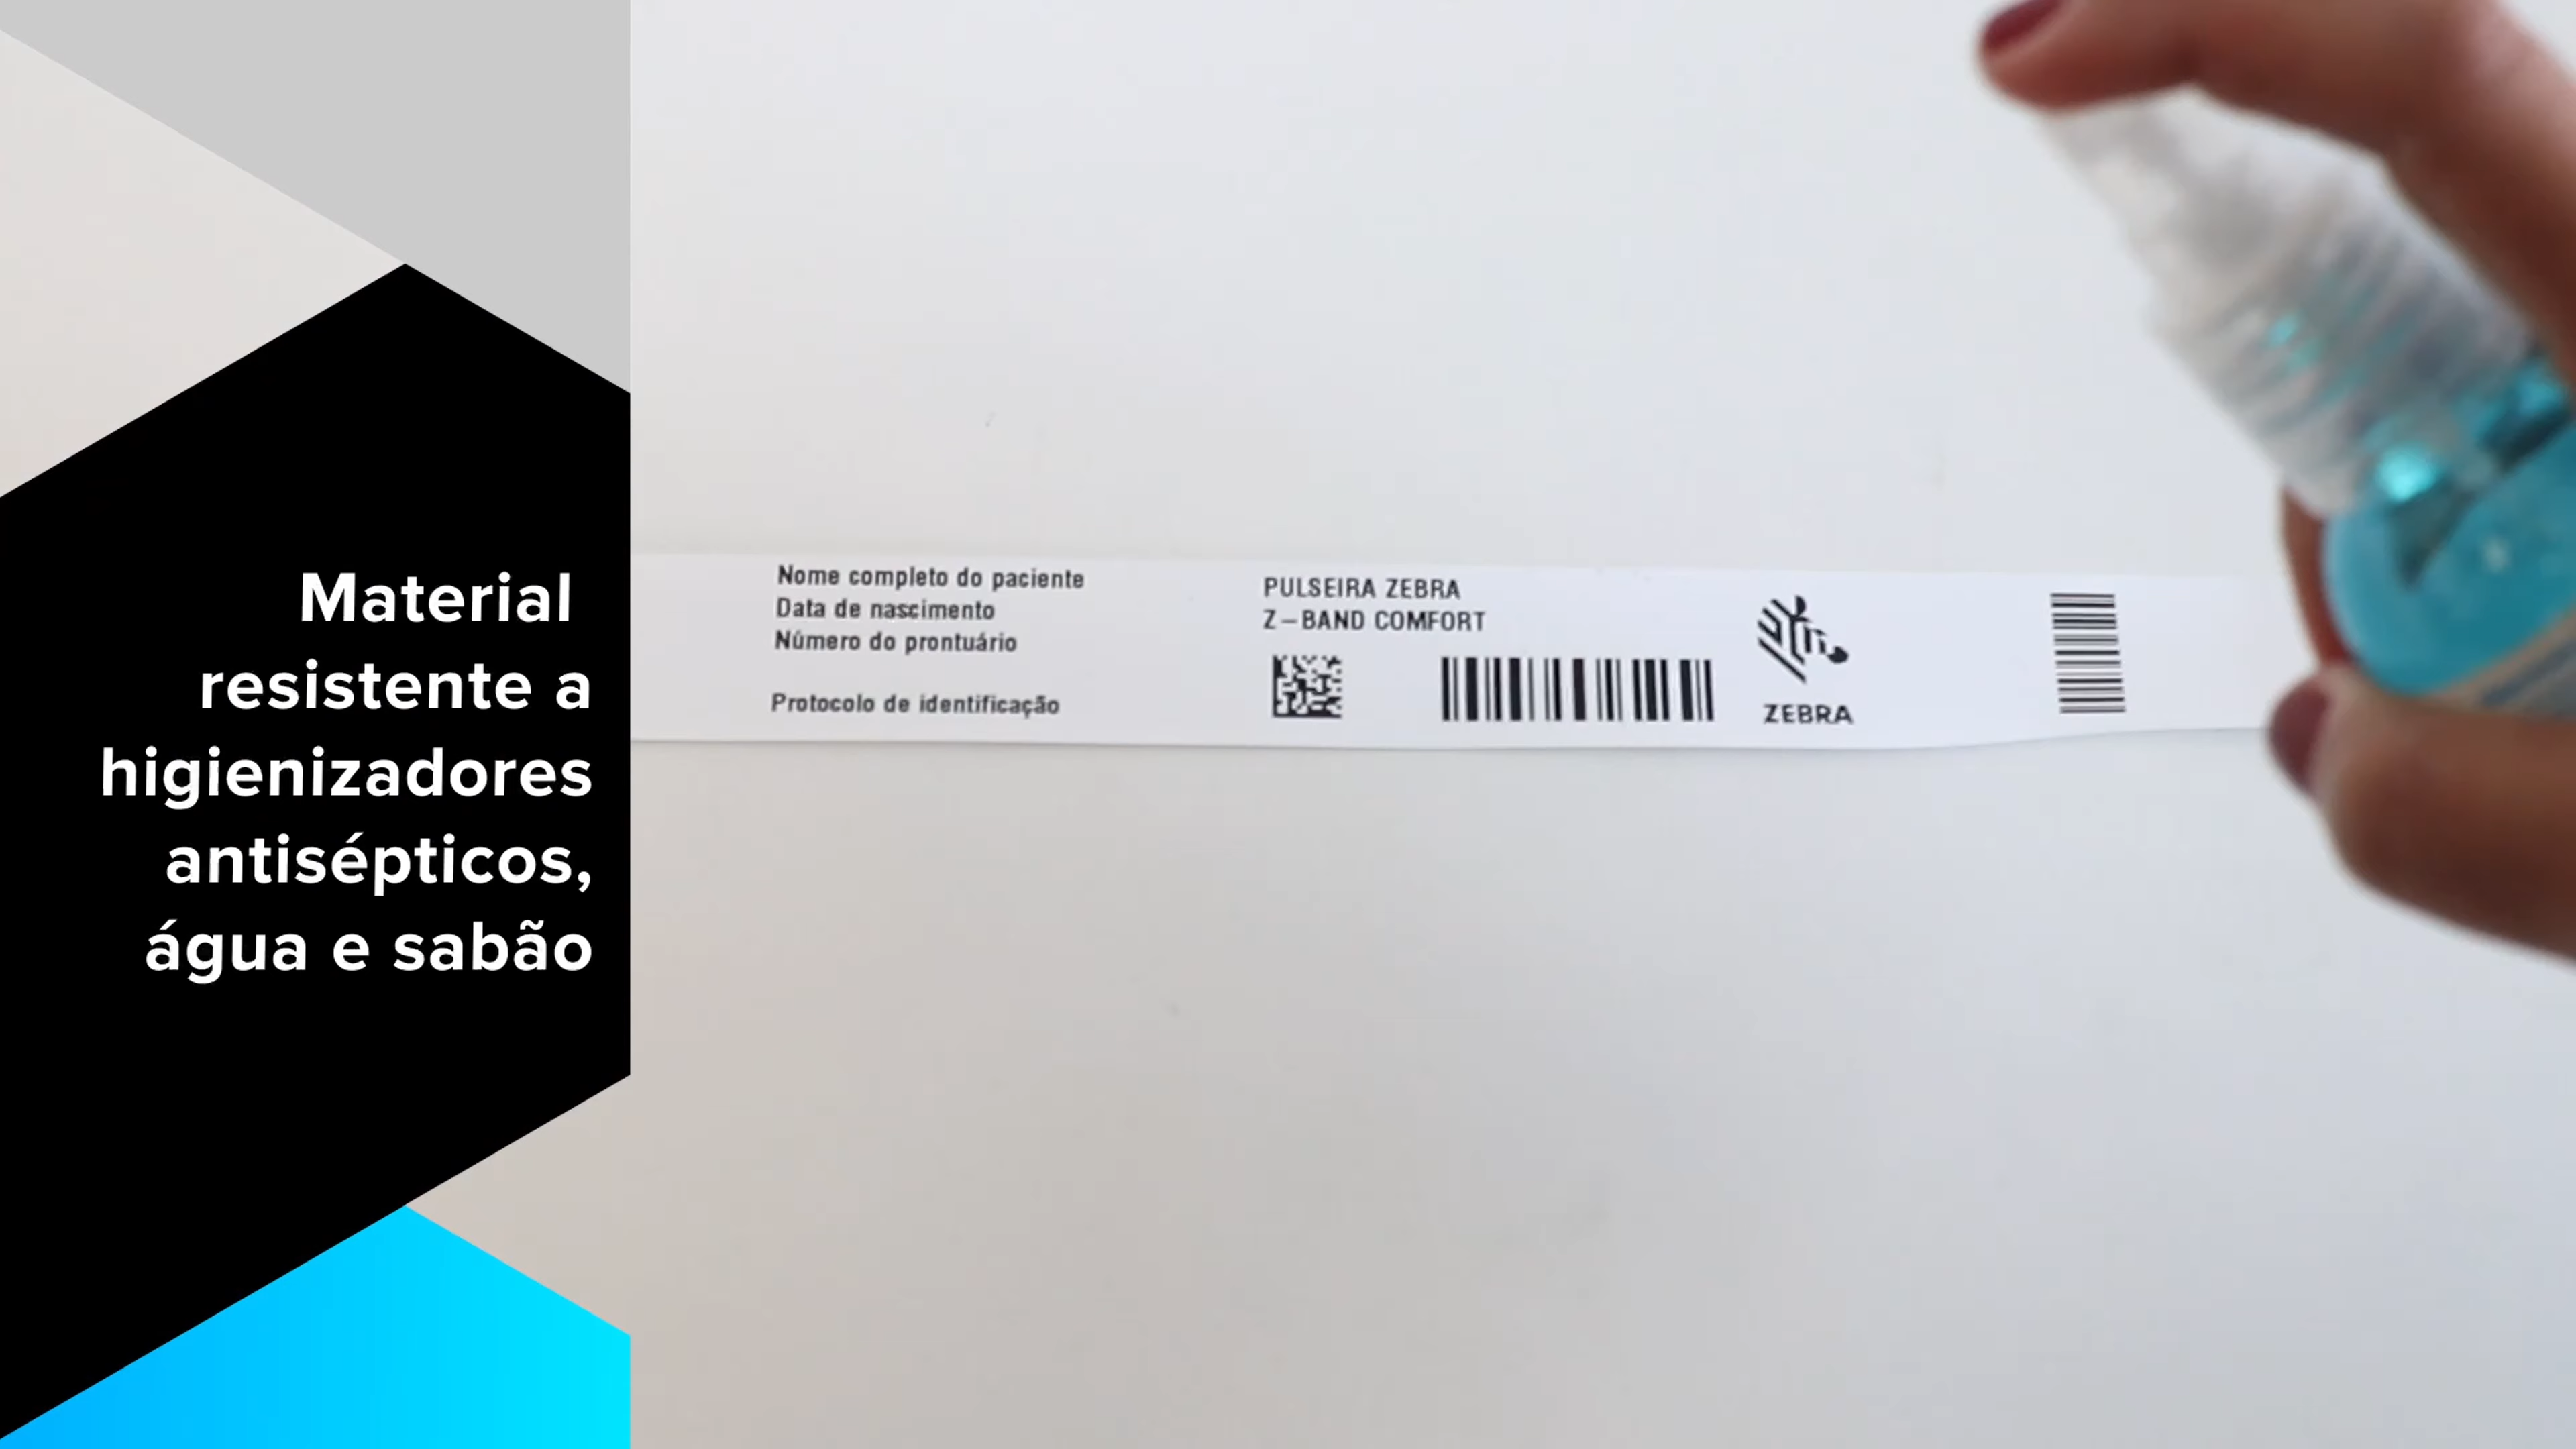 Material
resistente a
higienizadores
antisépticos,
água e sabão
Nome completo do paciente
Data de nascimento
Número do prontuário
Protocolo de identificação
PULSEIRA ZEBRA
Z-BAND COMFORT
ZEBRA